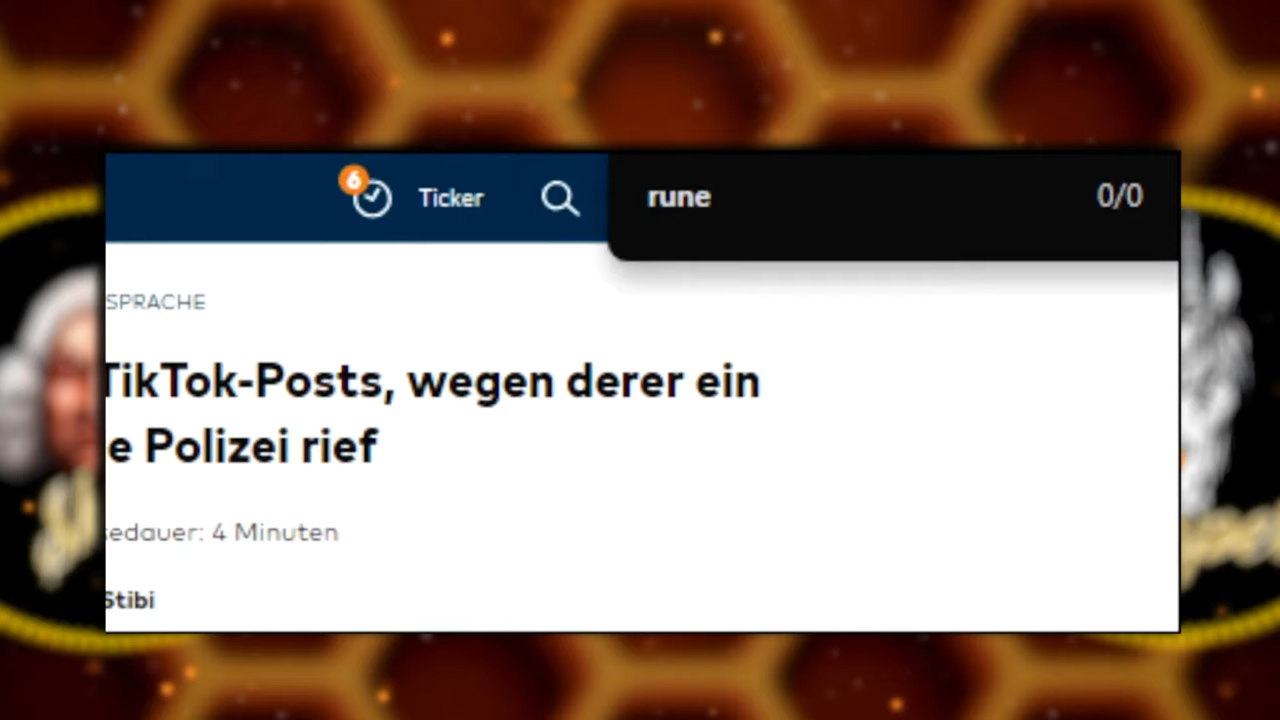 6
Ticker
rune
0/0
SPRACHE
TikTok-Posts, wegen derer ein
e Polizei rief
sedauer: 4 Minuten
Stibi